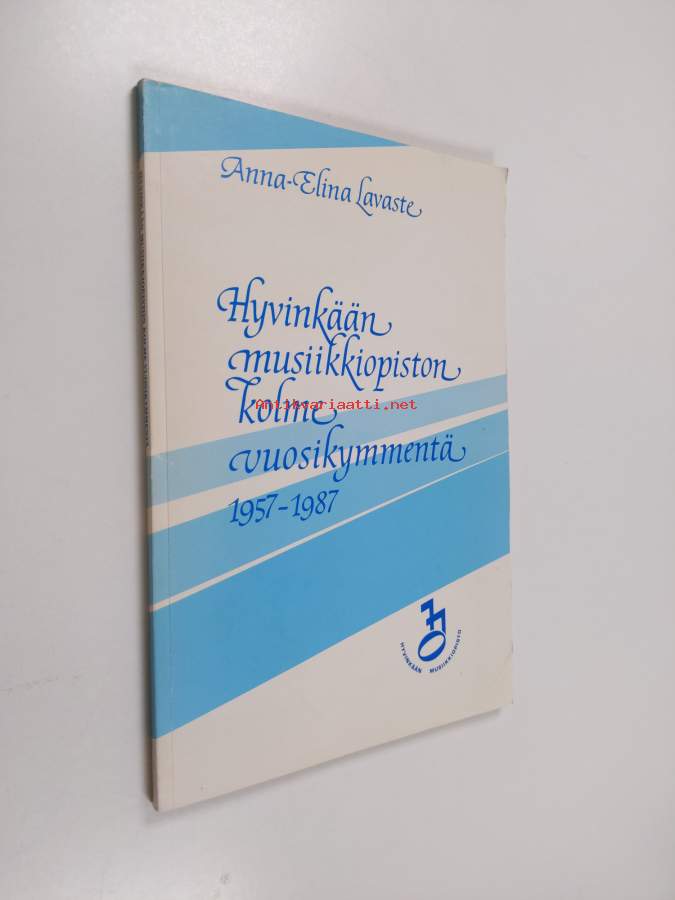 Anna-Elina Lavaste
Hyvinkään
musiikkiopiston
kolme
vuosikymmentä
1957-1987
Antikvariaatti.net
HYVINKÄÄN MUSIIKKIOPISTO